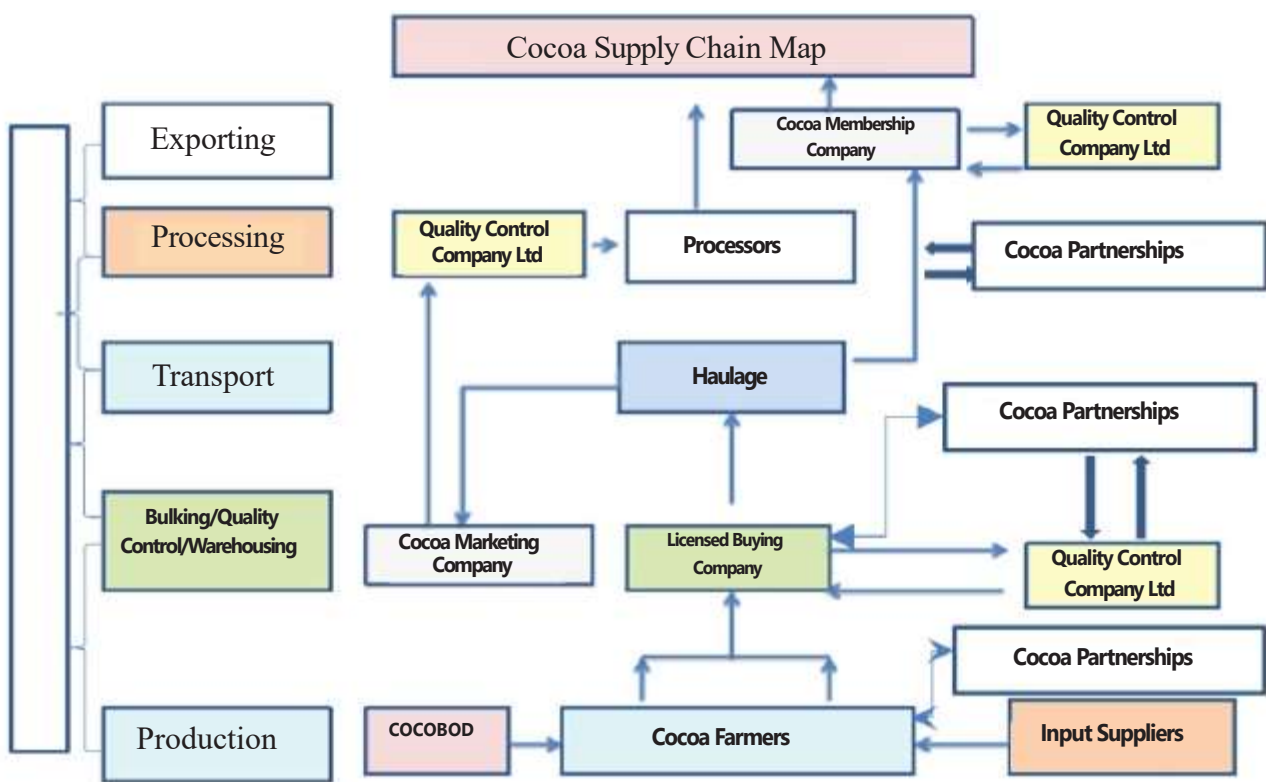 Cocoa Supply Chain Map
Exporting
Cocoa Membership
Company
Quality Control
Company Ltd
Processing
Quality Control
Company Ltd
Processors
Cocoa Partnerships
Transport
Haulage
Cocoa Partnerships
Bulking/Quality
Control/Warehousing
Cocoa Marketing
Company
Licensed Buying
Company
Quality Control
Company Ltd
Cocoa Partnerships
Production
COCOBOD
Cocoa Farmers
Input Suppliers